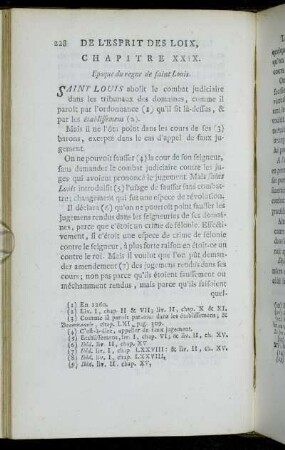 228 DE L'ESPRIT DES LOIX,
CHAPITRE XXIX.
Epoque du regne de saint Louis.
SAINT LOUIS abolit le combat judiciaire
dans les tribunaux des domaines, comme il
paroît par l'ordonnance (1) qu'il fit là-dessus, &
par les établissemens (2).
Mais il ne l'ôta point dans les cours de ses (3)
barons, excepté dans le cas d'appel de faux ju-
gement.
On ne pouvoit fausser (4) la cour de son seigneur,
sans demander le combat judiciaire contre les ju-
ges qui avoient prononcé le jugement. Mais saint
Louis introduisit (5) l'usage de fausser sans combat-
tre; changement qui fut une espece de révolution.
Il déclara (6) qu'on ne pourroit point fausser les
jugemens rendus dans les seigneuries de ses domai-
nes, parce que c'étoit un crime de félonie. Effecti-
vement, si c'étoit une espece de crime de félonie
contre le seigneur, à plus forte raison en étoit-ce un
contre le roi. Mais il voulut que l'on pût deman-
der amendement (7) des jugemens rendus dans ses
cours; non pas parce qu'ils étoient faussement ou
méchamment rendus, mais parce qu'ils faisoient
quel-
(1) En 1260.
(2) Liv. I, chap. II & VII; liv. II, chap. X & XI.
(3) Comme il paroît partout dans les établissemens; &
Beaumanoir, chap. LXI, pag. 309.
(4) C'est-à-dire, appeller de faux jugement.
(5) Etablissemens, liv. I, chap. VI; & liv. II, ch. XV.
(6) Ibid. liv. II, chap. XV.
(7) Ibid. liv. I, chap. LXXVIII; & liv. II, ch. XV.
(8) Ibid. liv. I, chap. LXXVIII,
(9) Ibid. liv. II, chap. XV.